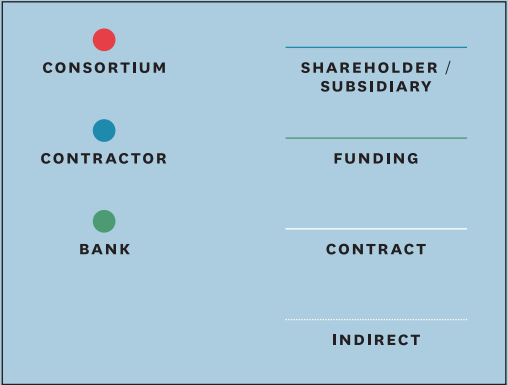 CONSORTIUM
SHAREHOLDER /
SUBSIDIARY
CONTRACTOR
FUNDING
BANK
CONTRACT
INDIRECT